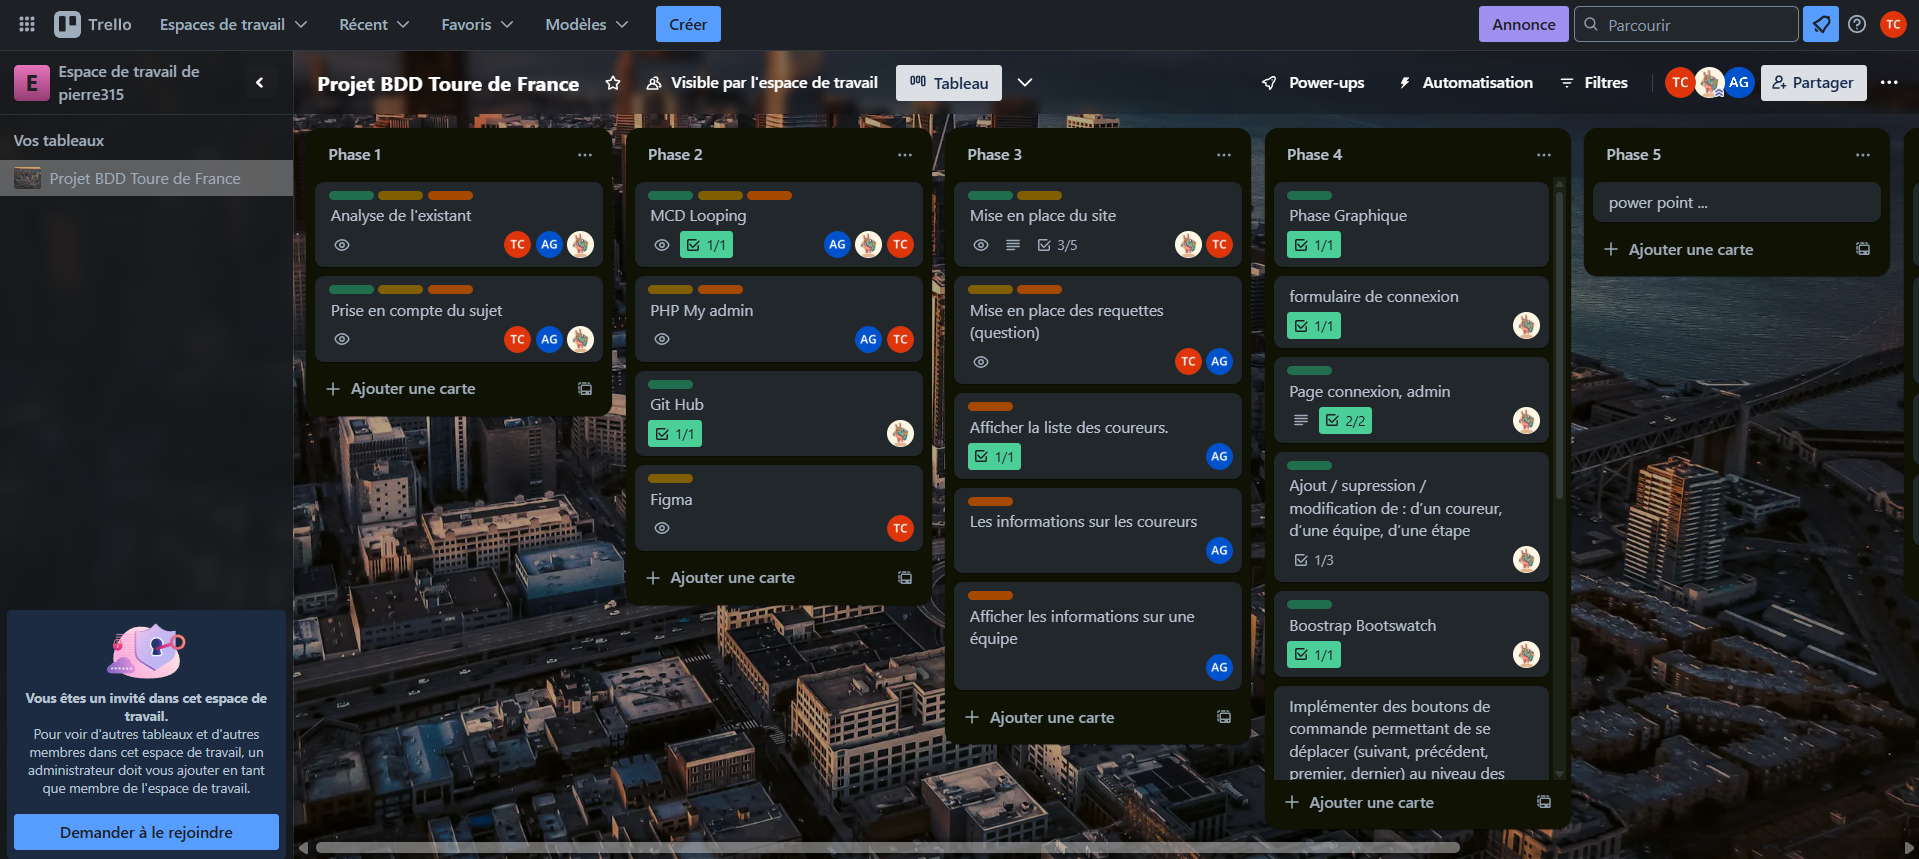 Trello
Espaces de travail
Récent
Favoris
Modèles
Créer
Annonce
Parcourir
TC
E
Espace de travail de
pierre315
Vos tableaux
Projet BDD Toure de France
Vous êtes un invité dans cet espace de
travail.
Pour voir d'autres tableaux et d'autres
membres dans cet espace de travail, un
administrateur doit vous ajouter en tant
que membre de l'espace de travail.
Demander à le rejoindre
Projet BDD Toure de France
Visible par l'espace de travail
Tableau
Power-ups
Automatisation
Filtres
TC
AG
Partager
Phase 1
Analyse de l'existant
TC AG
Prise en compte du sujet
TC AG
Ajouter une carte
Phase 2
MCD Looping
1/1
AG TC
PHP My admin
AG TC
Git Hub
1/1
Figma
TC
Ajouter une carte
Phase 3
Mise en place du site
3/5
TC
Mise en place des requettes
(question)
TC AG
Afficher la liste des coureurs.
1/1
AG
Les informations sur les coureurs
AG
Afficher les informations sur une
équipe
AG
Ajouter une carte
Phase 4
Phase Graphique
1/1
formulaire de connexion
1/1
Page connexion, admin
2/2
Ajout / supression /
modification de : d'un coureur,
d'une équipe, d'une étape
1/3
Boostrap Bootswatch
1/1
Implémenter des boutons de
commande permettant de se
déplacer (suivant, précédent,
premier, dernier) au niveau des
Ajouter une carte
Phase 5
power point ...
Ajouter une carte